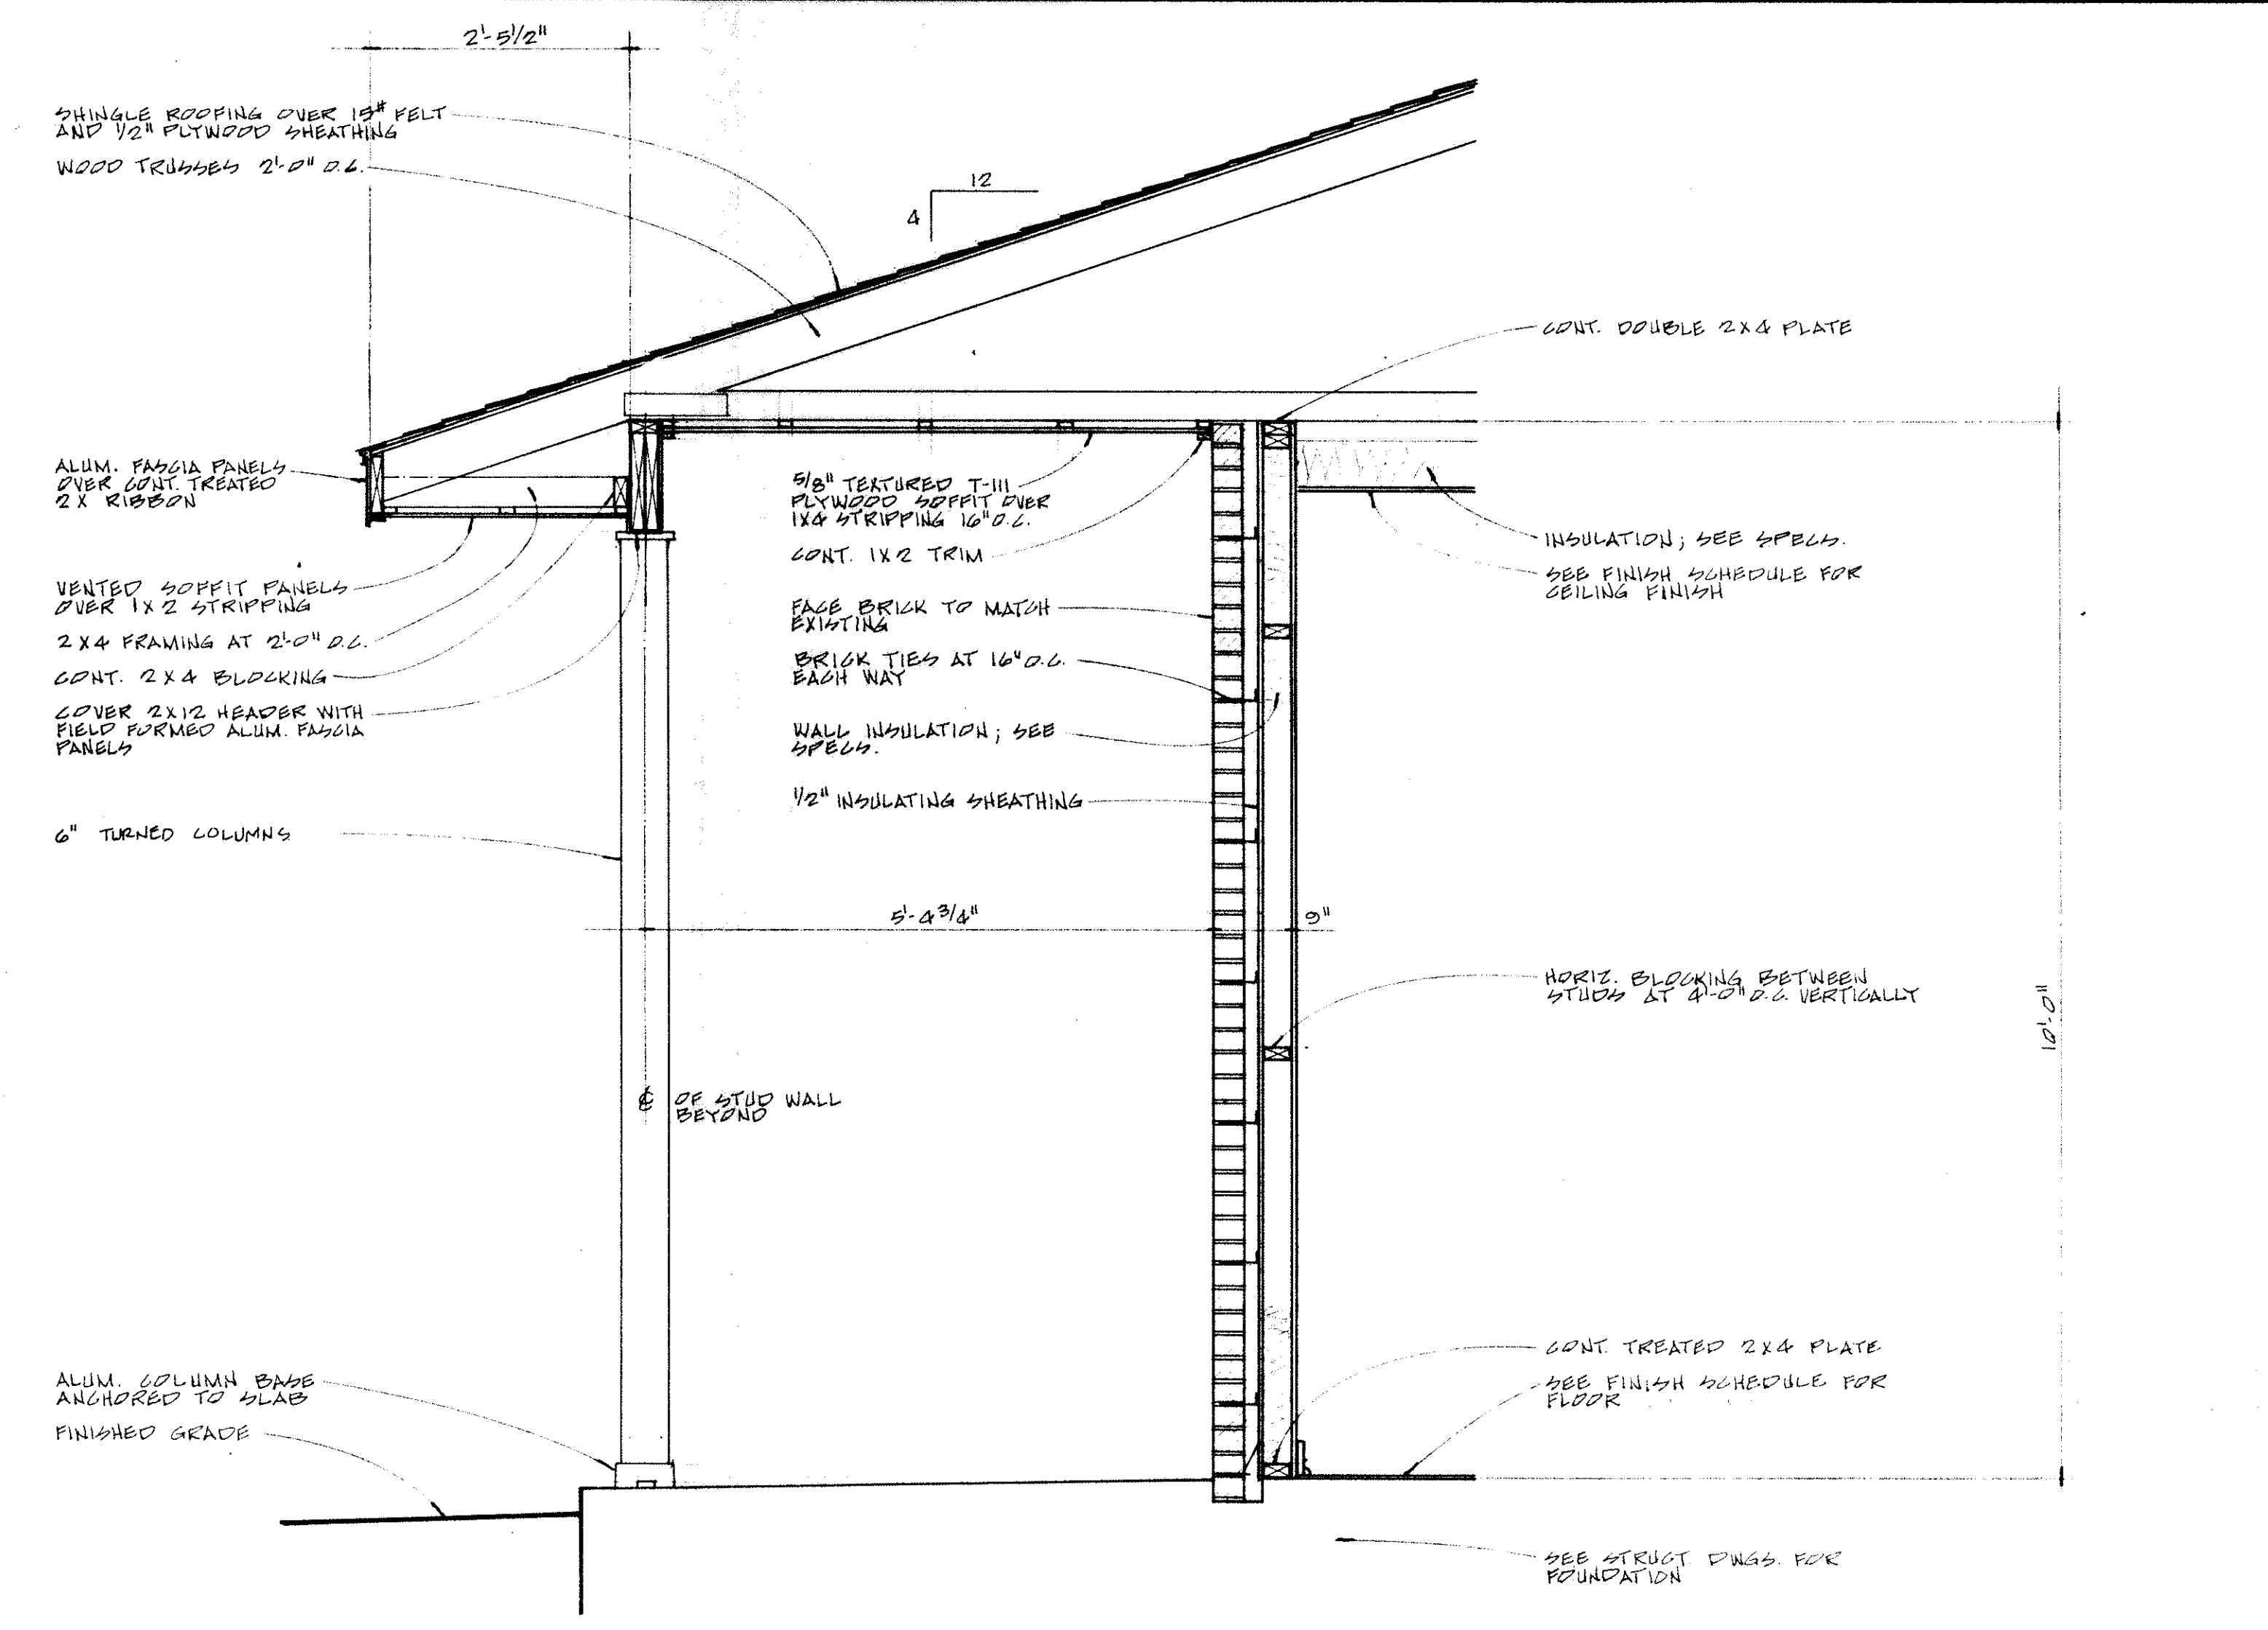 2'-5 1/2"
SHINGLE ROOFING OVER 15# FELT
AND 1/2" PLYWOOD SHEATHING
WOOD TRUSSES 2'-0" O.C.
12
4
CONT. DOUBLE 2X4 PLATE
ALUM. FASCIA PANELS
OVER CONT. TREATED
2X RIBBON
5/8" TEXTURED T-111
PLYWOOD SOFFIT OVER
1X4 STRIPPING 16" O.C.
CONT. 1X2 TRIM
INSULATION; SEE SPECS.
SEE FINISH SCHEDULE FOR
CEILING FINISH
VENTED SOFFIT PANELS
OVER 1X2 STRIPPING
2X4 FRAMING AT 2'-0" O.C.
CONT. 2X4 BLOCKING
COVER 2X12 HEADER WITH
FIELD FORMED ALUM. FASCIA
PANELS
FACE BRICK TO MATCH
EXISTING
BRICK TIES AT 16" O.C.
EACH WAY
WALL INSULATION; SEE
SPECS.
1/2" INSULATING SHEATHING
6" TURNED COLUMNS
5'-4 3/4"
9"
HORIZ. BLOCKING BETWEEN
STUDS AT 4'-0" O.C. VERTICALLY
10'-0"
℄ OF STUD WALL
BEYOND
CONT. TREATED 2X4 PLATE
SEE FINISH SCHEDULE FOR
FLOOR
ALUM. COLUMN BASE
ANCHORED TO SLAB
FINISHED GRADE
SEE STRUCT. DWGS. FOR
FOUNDATION